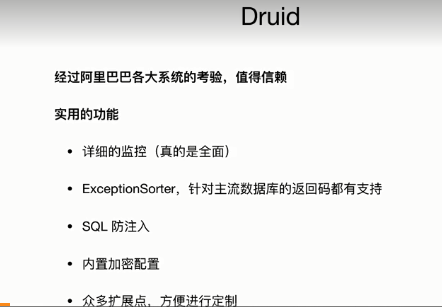 Druid
经过阿里巴巴各大系统的考验，值得信赖
实用的功能
• 详细的监控（真的是全面）
• ExceptionSorter，针对主流数据库的返回码都有支持
• SQL 防注入
• 内置加密配置
• 众多扩展点，方便进行定制